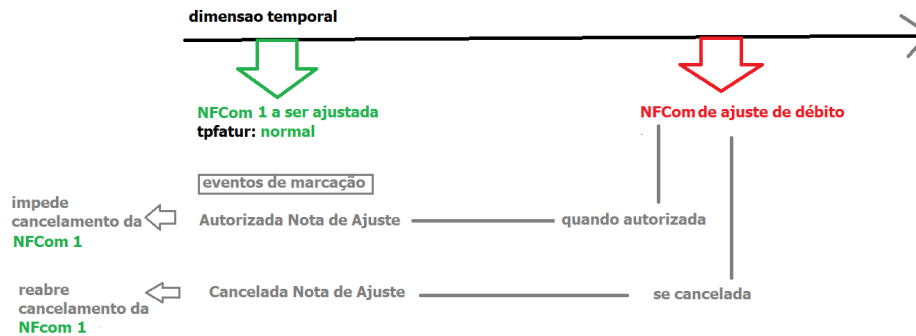 dimensao temporal
NFCom 1 a ser ajustada
tpfatur: normal
NFCom de ajuste de débito
eventos de marcação
impede
cancelamento da
NFCom 1
Autorizada Nota de Ajuste
quando autorizada
reabre
cancelamento da
NFcom 1
Cancelada Nota de Ajuste
se cancelada